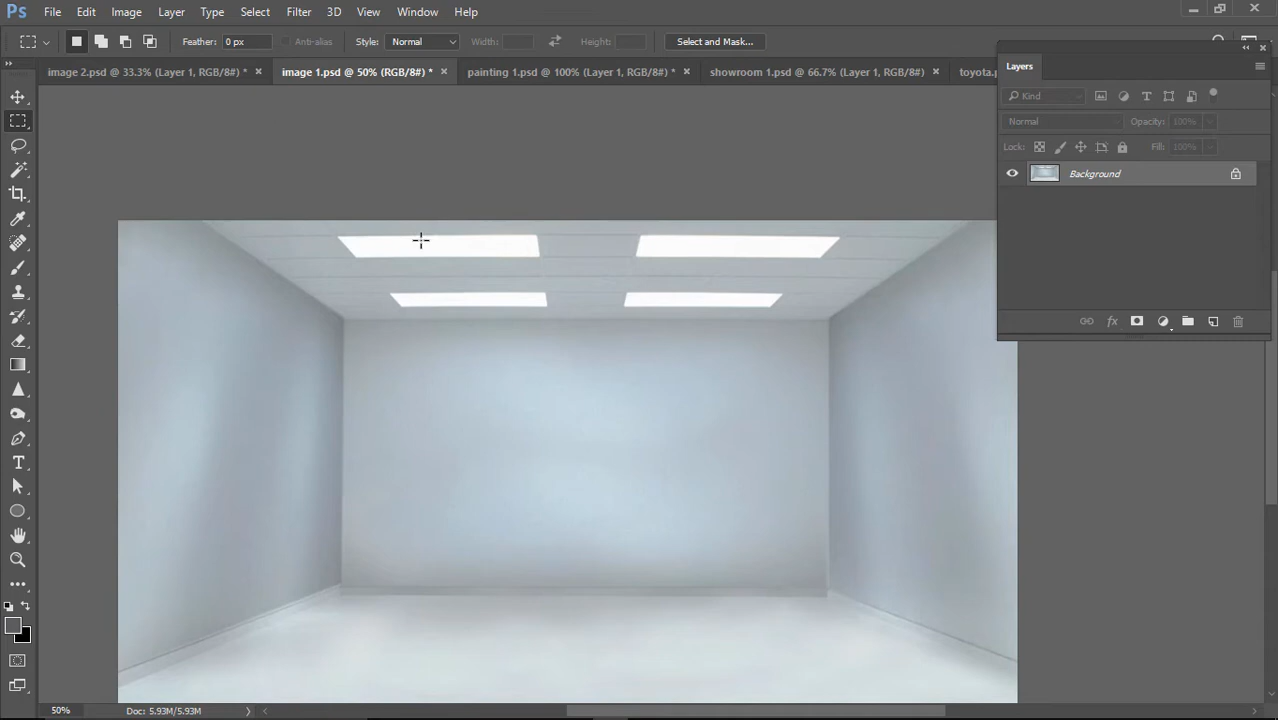 Ps File Edit Image Layer Type Select Filter 3D View Window Help
Feather: 0 px Anti-alias Style: Normal Width: Height: Select and Mask...
image 2.psd @ 33.3% (Layer 1, RGB/8#) * × image 1.psd @ 50% (RGB/8#) * × painting 1.psd @ 100% (Layer 1, RGB/8#) * × showroom 1.psd @ 66.7% (Layer 1, RGB/8#) × toyota.p
Layers
Kind
Normal Opacity: 100%
Lock: Fill: 100%
Background
fx
50% Doc: 5.93M/5.93M